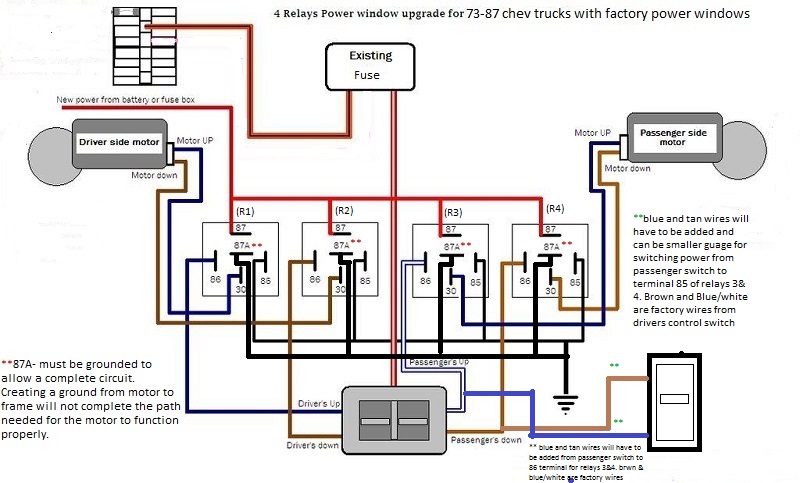 4 Relays Power window upgrade for 73-87 chev trucks with factory power windows
Existing
Fuse
New power from battery or fuse box
Driver side motor
Motor UP
Motor down
Motor UP
Passenger side
motor
Motor down
(R1)
(R2)
(R3)
(R4)
87
87
87
87
87A **
87A **
87A **
87A **
86
30
85
86
30
85
86
30
85
86
30
85
**blue and tan wires will
have to be added and
can be smaller guage for
switching power from
passenger switch to
terminal 85 of relays 3&
4. Brown and Blue/white
are factory wires from
drivers control switch
**87A- must be grounded to
allow a complete circuit.
Creating a ground from motor to
frame will not complete the path
needed for the motor to function
properly.
Passenger's Up
Driver's Up
Driver's down
Passenger's down
**
**
** blue and tan wires will have to
be added from passenger switch to
86 terminal for relays 3&4. brwn &
blue/white are factory wires